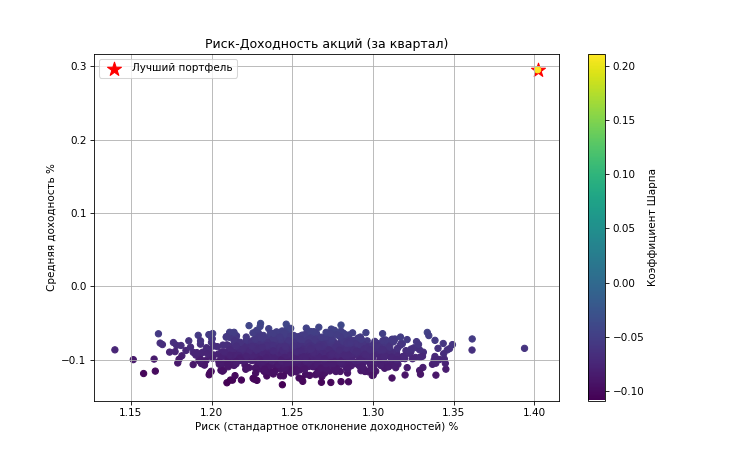 Риск-Доходность акций (за квартал)
Лучший портфель
0.3
0.2
0.1
0.0
−0.1
Средняя доходность %
1.15 1.20 1.25 1.30 1.35 1.40
Риск (стандартное отклонение доходностей) %
0.20
0.15
0.10
0.05
0.00
−0.05
−0.10
Коэффициент Шарпа